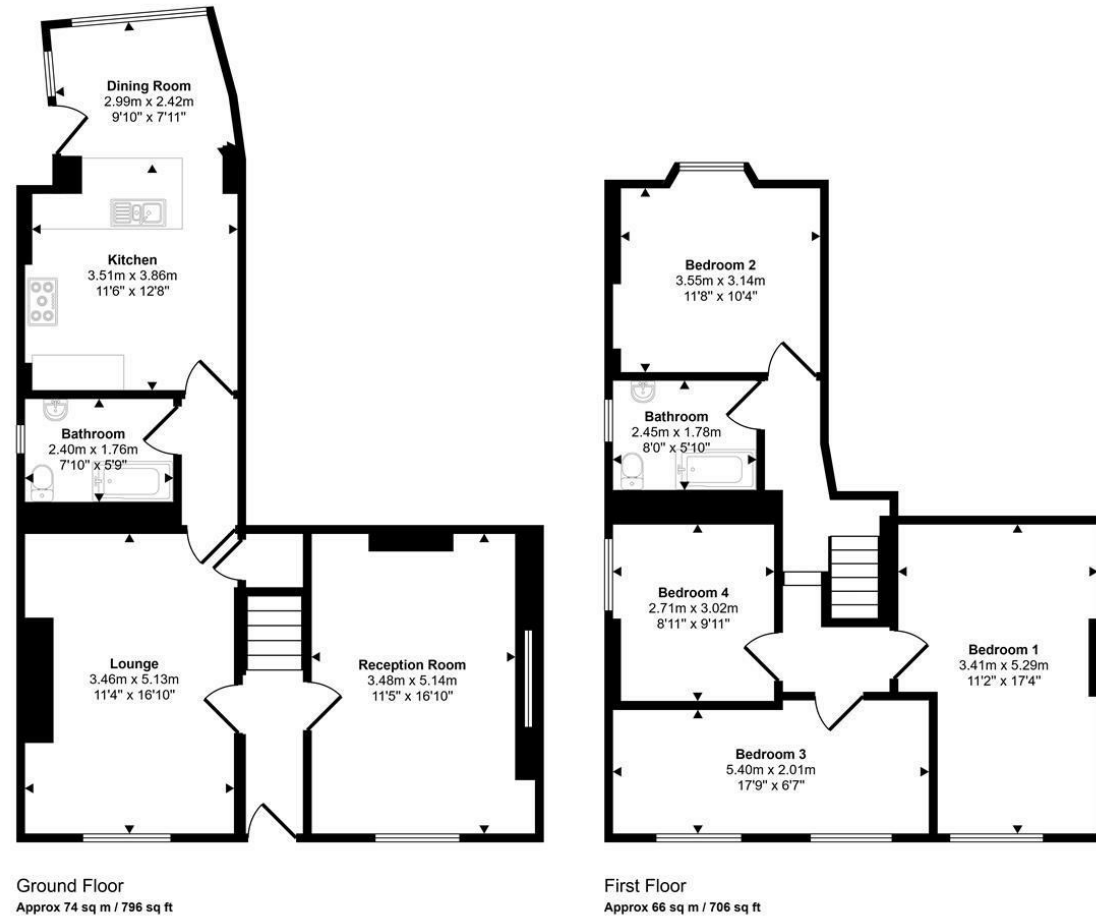 Dining Room
2.99m x 2.42m
9'10" x 7'11"
Kitchen
3.51m x 3.86m
11'6" x 12'8"
Bathroom
2.40m x 1.76m
7'10" x 5'9"
Lounge
3.46m x 5.13m
11'4" x 16'10"
Reception Room
3.48m x 5.14m
11'5" x 16'10"
Ground Floor
Approx 74 sq m / 796 sq ft
Bedroom 2
3.55m x 3.14m
11'8" x 10'4"
Bathroom
2.45m x 1.78m
8'0" x 5'10"
Bedroom 4
2.71m x 3.02m
8'11" x 9'11"
Bedroom 1
3.41m x 5.29m
11'2" x 17'4"
Bedroom 3
5.40m x 2.01m
17'9" x 6'7"
First Floor
Approx 66 sq m / 706 sq ft